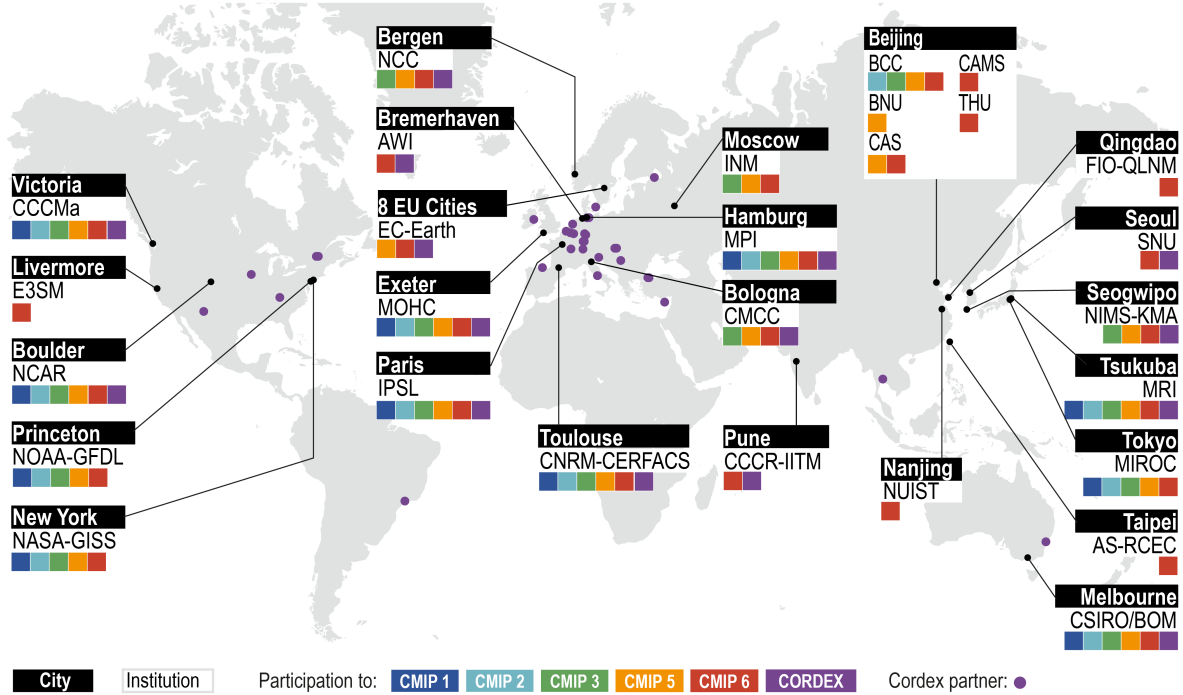 Victoria
CCCMa
Livermore
E3SM
Boulder
NCAR
Princeton
NOAA-GFDL
New York
NASA-GISS
Bergen
NCC
Bremerhaven
AWI
8 EU Cities
EC-Earth
Exeter
MOHC
Paris
IPSL
Toulouse
CNRM-CERFACS
Moscow
INM
Hamburg
MPI
Bologna
CMCC
Pune
CCCR-IITM
Beijing
BCC CAMS
BNU THU
CAS
Nanjing
NUIST
Qingdao
FIO-QLNM
Seoul
SNU
Seogwipo
NIMS-KMA
Tsukuba
MRI
Tokyo
MIROC
Taipei
AS-RCEC
Melbourne
CSIRO/BOM
City Institution Participation to: CMIP 1 CMIP 2 CMIP 3 CMIP 5 CMIP 6 CORDEX Cordex partner: